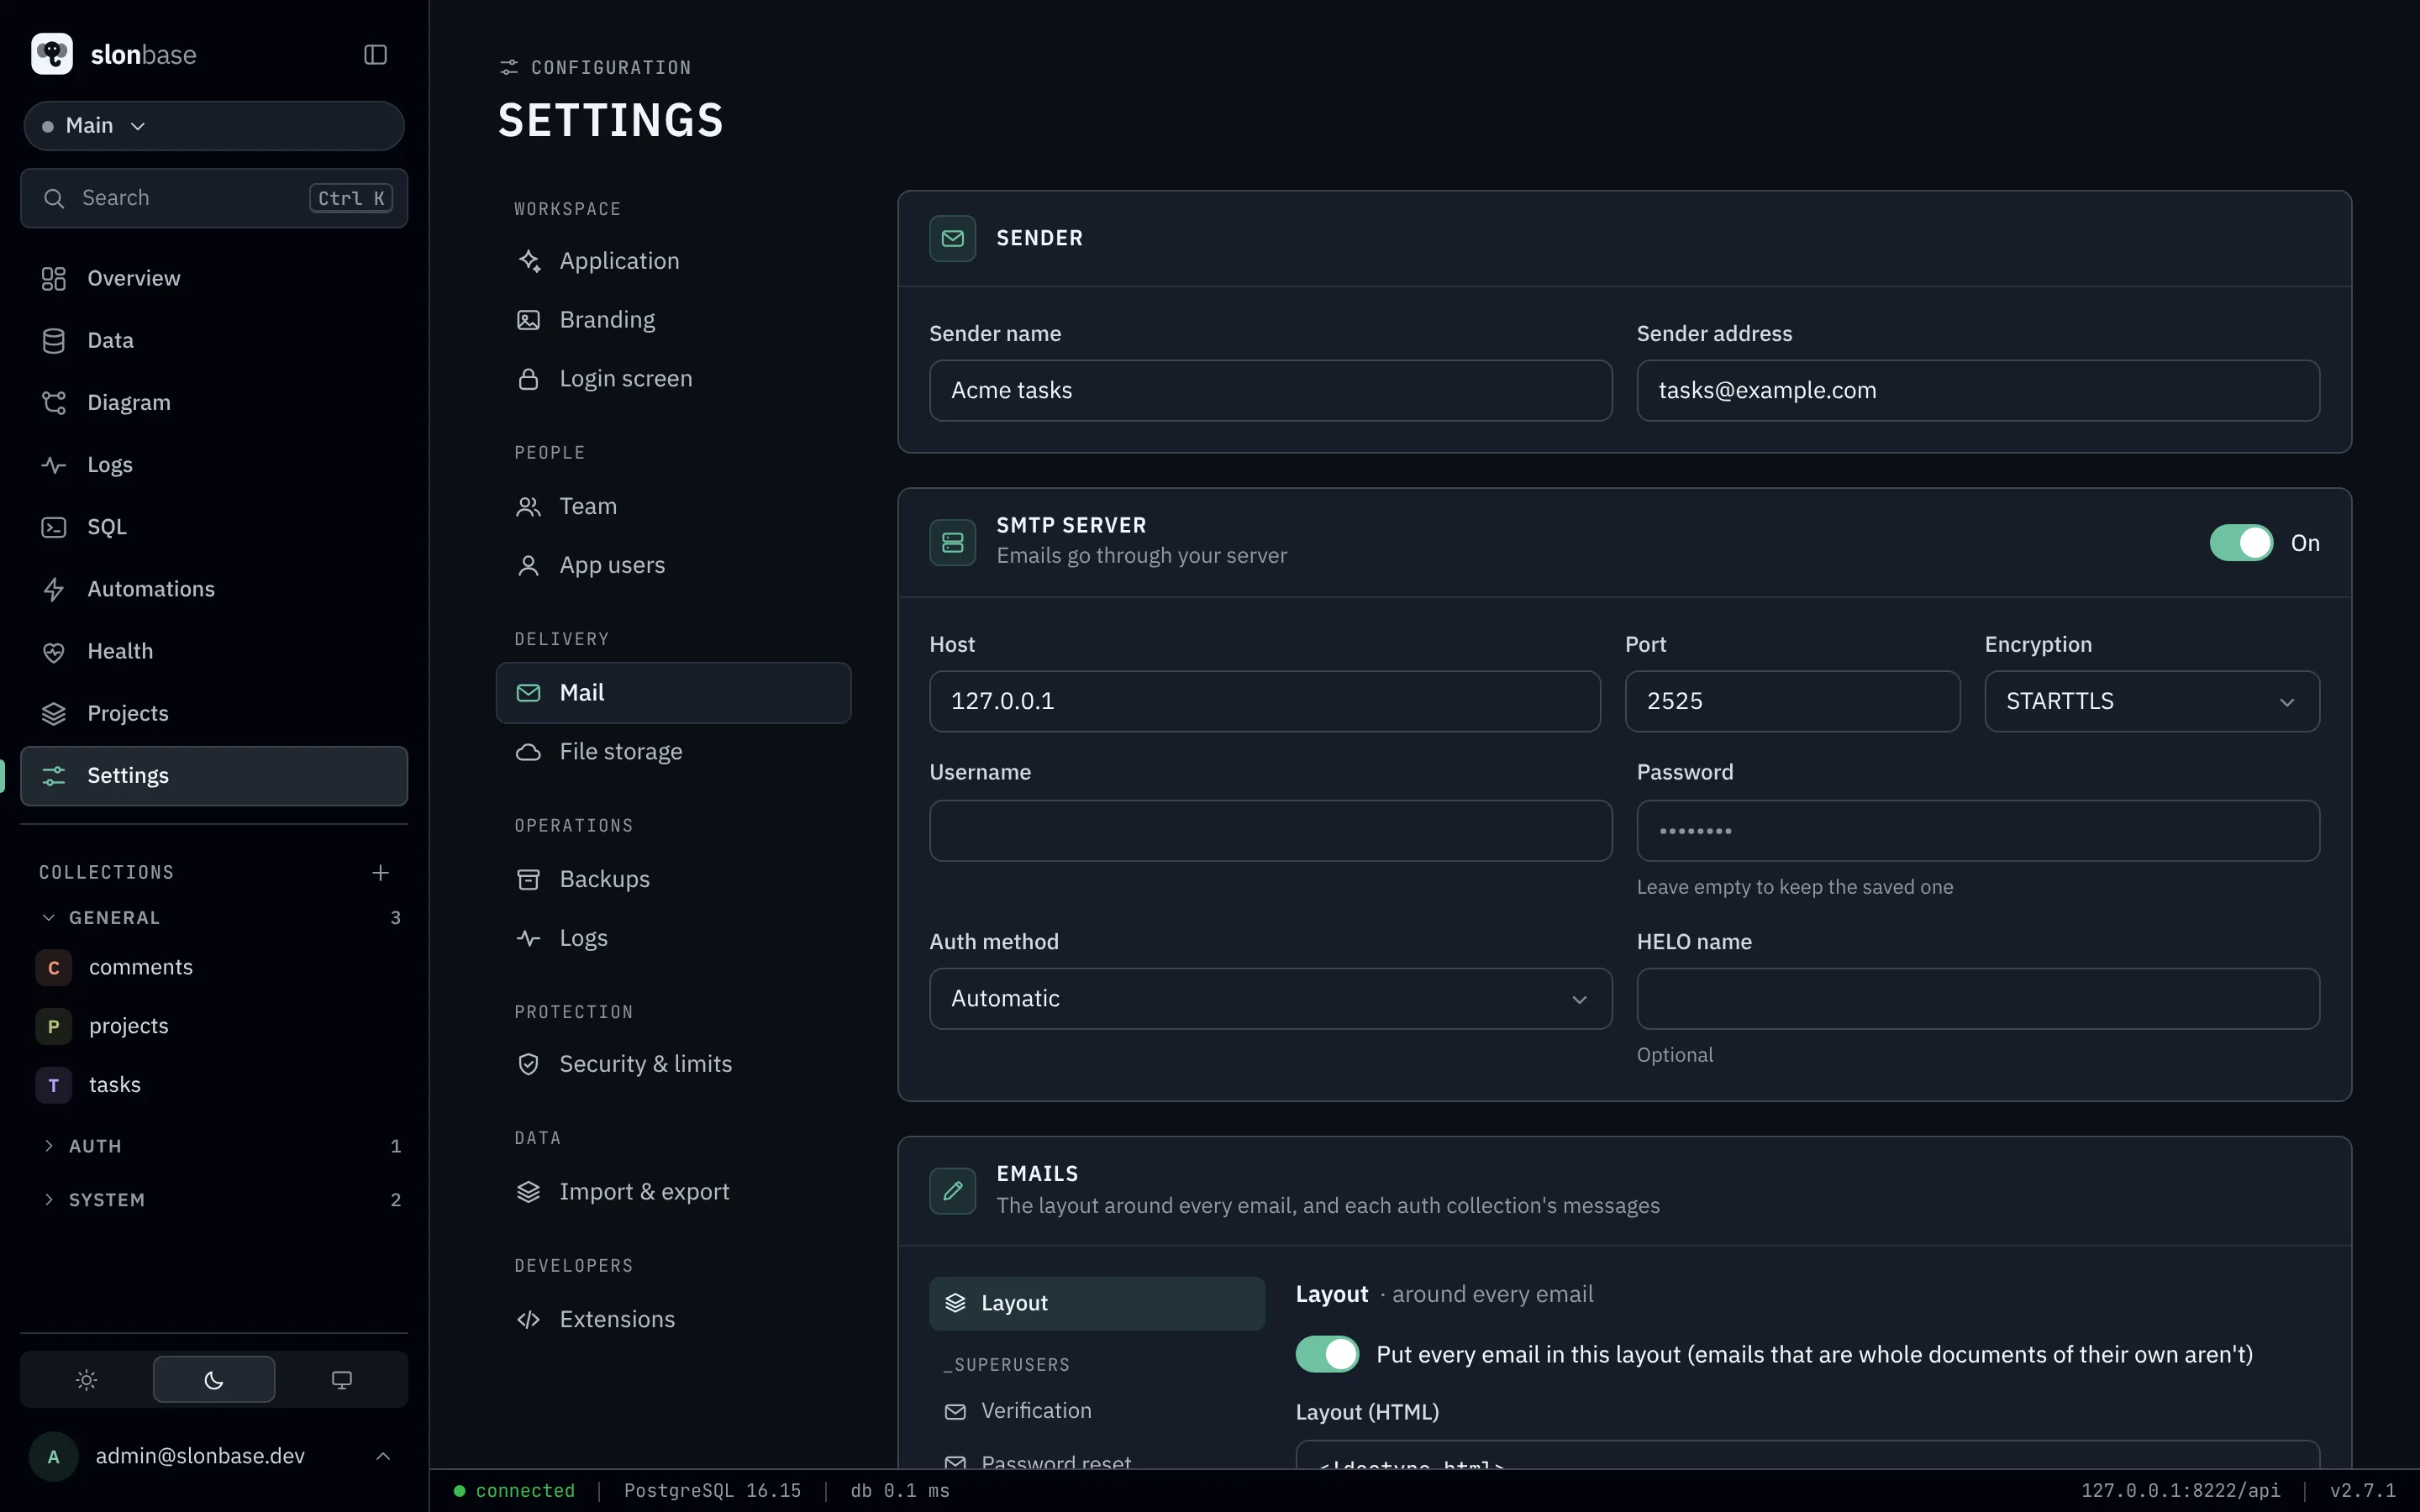 slonbase
Main
Search Ctrl K
Overview
Data
Diagram
Logs
SQL
Automations
Health
Projects
Settings
COLLECTIONS
GENERAL 3
C comments
P projects
T tasks
AUTH 1
SYSTEM 2
A admin@slonbase.dev
CONFIGURATION
SETTINGS
WORKSPACE
Application
Branding
Login screen
PEOPLE
Team
App users
DELIVERY
Mail
File storage
OPERATIONS
Backups
Logs
PROTECTION
Security & limits
DATA
Import & export
DEVELOPERS
Extensions
SENDER
Sender name Sender address
Acme tasks tasks@example.com
SMTP SERVER
Emails go through your server
On
Host Port Encryption
127.0.0.1 2525 STARTTLS
Username Password
••••••••
Leave empty to keep the saved one
Auth method HELO name
Automatic
Optional
EMAILS
The layout around every email, and each auth collection's messages
Layout
_SUPERUSERS
Verification
Password reset
Layout · around every email
Put every email in this layout (emails that are whole documents of their own aren't)
Layout (HTML)
<!doctype html>
connected | PostgreSQL 16.15 | db 0.1 ms
127.0.0.1:8222/api | v2.7.1